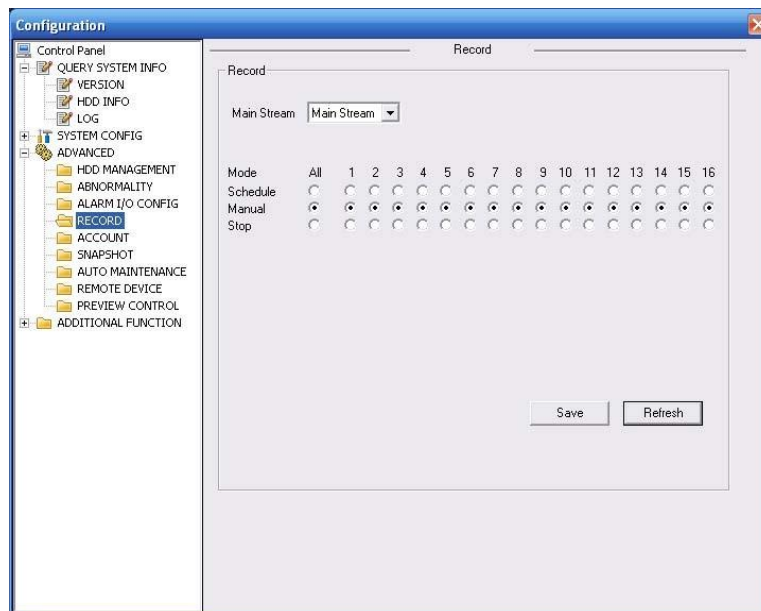 Configuration
Control Panel
QUERY SYSTEM INFO
VERSION
HDD INFO
LOG
SYSTEM CONFIG
ADVANCED
HDD MANAGEMENT
ABNORMALITY
ALARM I/O CONFIG
RECORD
ACCOUNT
SNAPSHOT
AUTO MAINTENANCE
REMOTE DEVICE
PREVIEW CONTROL
ADDITIONAL FUNCTION
Record
Record
Main Stream Main Stream
Mode All 1 2 3 4 5 6 7 8 9 10 11 12 13 14 15 16
Schedule
Manual
Stop
Save Refresh